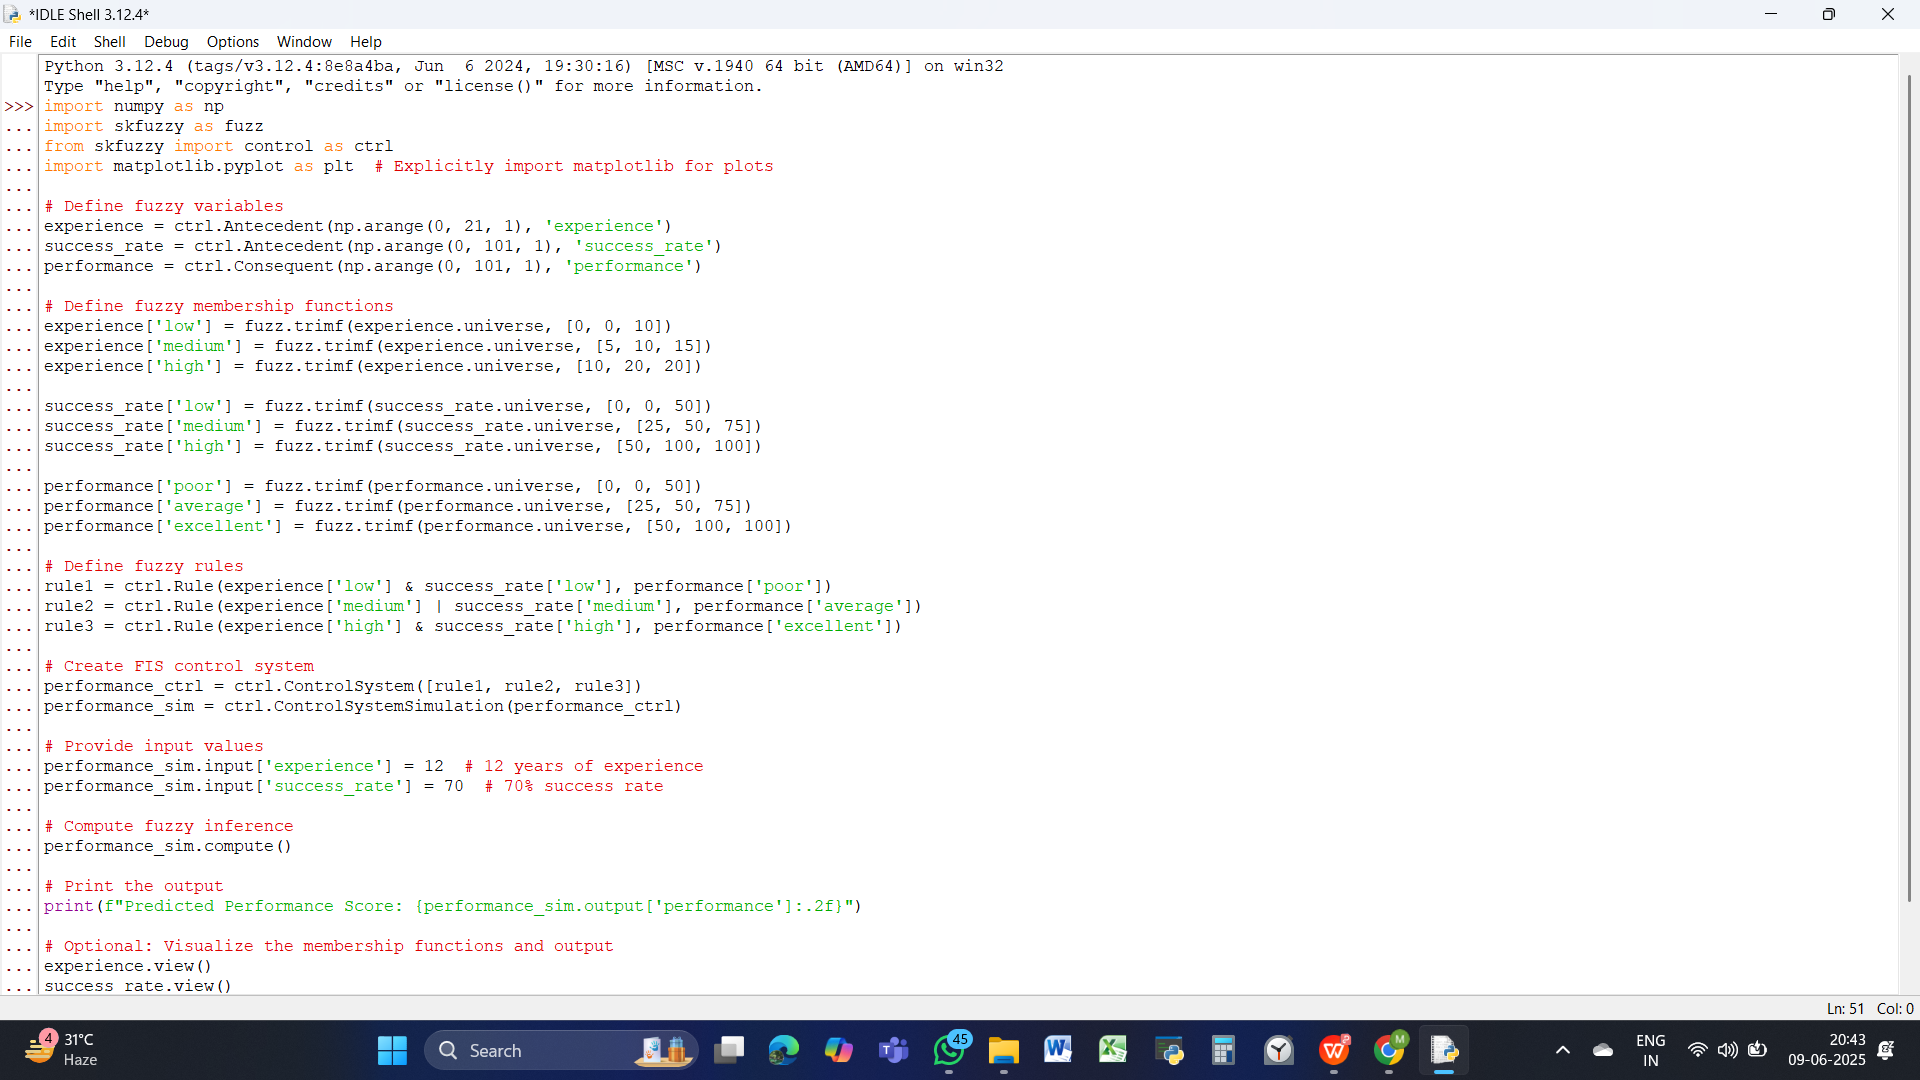 *IDLE Shell 3.12.4*
File Edit Shell Debug Options Window Help
Python 3.12.4 (tags/v3.12.4:8e8a4ba, Jun  6 2024, 19:30:16) [MSC v.1940 64 bit (AMD64)] on win32
Type "help", "copyright", "credits" or "license()" for more information.
>>> import numpy as np
... import skfuzzy as fuzz
... from skfuzzy import control as ctrl
... import matplotlib.pyplot as plt  # Explicitly import matplotlib for plots
...
... # Define fuzzy variables
... experience = ctrl.Antecedent(np.arange(0, 21, 1), 'experience')
... success_rate = ctrl.Antecedent(np.arange(0, 101, 1), 'success_rate')
... performance = ctrl.Consequent(np.arange(0, 101, 1), 'performance')
...
... # Define fuzzy membership functions
... experience['low'] = fuzz.trimf(experience.universe, [0, 0, 10])
... experience['medium'] = fuzz.trimf(experience.universe, [5, 10, 15])
... experience['high'] = fuzz.trimf(experience.universe, [10, 20, 20])
...
... success_rate['low'] = fuzz.trimf(success_rate.universe, [0, 0, 50])
... success_rate['medium'] = fuzz.trimf(success_rate.universe, [25, 50, 75])
... success_rate['high'] = fuzz.trimf(success_rate.universe, [50, 100, 100])
...
... performance['poor'] = fuzz.trimf(performance.universe, [0, 0, 50])
... performance['average'] = fuzz.trimf(performance.universe, [25, 50, 75])
... performance['excellent'] = fuzz.trimf(performance.universe, [50, 100, 100])
...
... # Define fuzzy rules
... rule1 = ctrl.Rule(experience['low'] & success_rate['low'], performance['poor'])
... rule2 = ctrl.Rule(experience['medium'] | success_rate['medium'], performance['average'])
... rule3 = ctrl.Rule(experience['high'] & success_rate['high'], performance['excellent'])
...
... # Create FIS control system
... performance_ctrl = ctrl.ControlSystem([rule1, rule2, rule3])
... performance_sim = ctrl.ControlSystemSimulation(performance_ctrl)
...
... # Provide input values
... performance_sim.input['experience'] = 12  # 12 years of experience
... performance_sim.input['success_rate'] = 70  # 70% success rate
...
... # Compute fuzzy inference
... performance_sim.compute()
...
... # Print the output
... print(f"Predicted Performance Score: {performance_sim.output['performance']:.2f}")
...
... # Optional: Visualize the membership functions and output
... experience.view()
... success_rate.view()
Ln: 51 Col: 0
4 31°C
Haze
Search
45
M
ENG
IN
20:43
09-06-2025